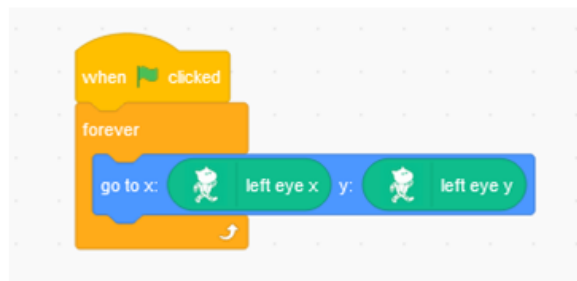 when clicked
forever
go to x: left eye x y: left eye y